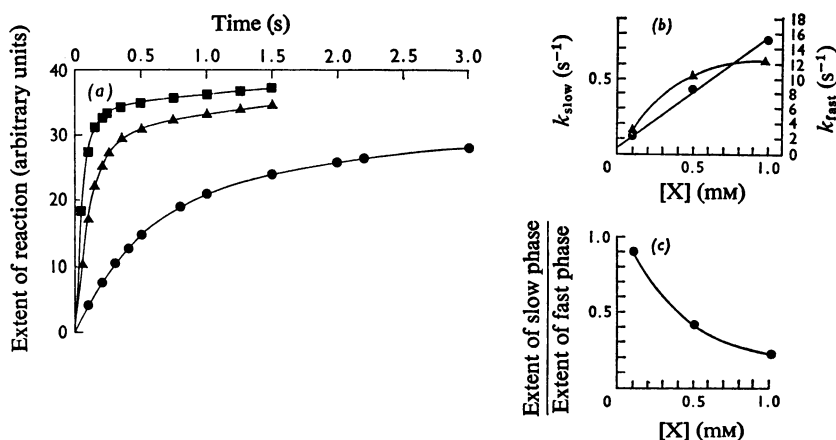 Time (s)
0 0.5 1.0 1.5 2.0 2.5 3.0
40
30
20
10
0
Extent of reaction (arbitrary units)
(a)
(b)
k slow (s⁻¹)
0.5
18
16
14
12
10
8
6
4
2
0
k fast (s⁻¹)
0 0.5 1.0
[X] (mM)
(c)
Extent of slow phase
Extent of fast phase
1.0
0.5
0 0.5 1.0
[X] (mM)